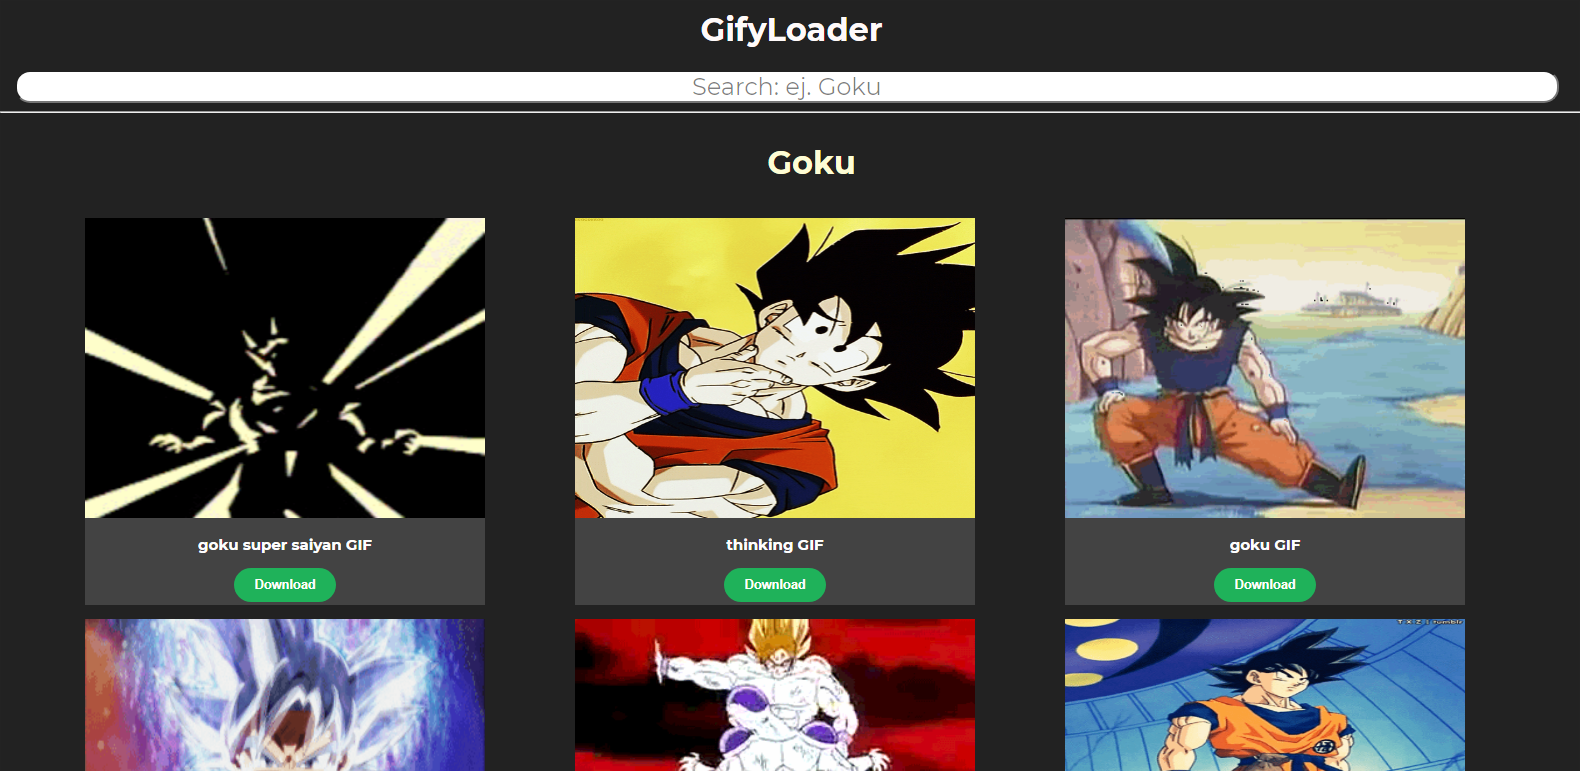 GifyLoader
Search: ej. Goku
Goku
goku super saiyan GIF
thinking GIF
goku GIF
Download
Download
Download